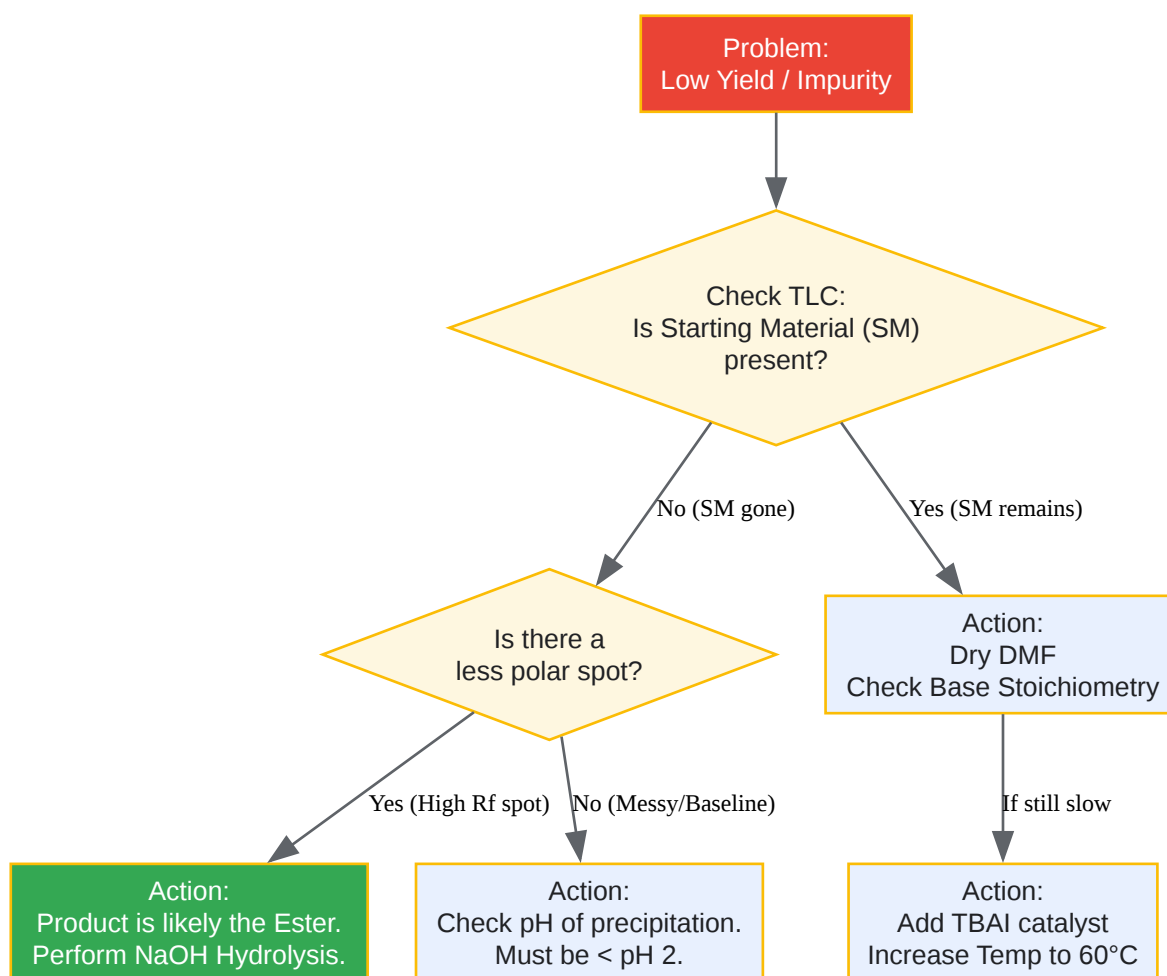 Problem:
Low Yield / Impurity
Check TLC:
Is Starting Material (SM)
present?
No (SM gone)
Yes (SM remains)
Is there a
less polar spot?
Action:
Dry DMF
Check Base Stoichiometry
Yes (High Rf spot)
No (Messy/Baseline)
If still slow
Action:
Product is likely the Ester.
Perform NaOH Hydrolysis.
Action:
Check pH of precipitation.
Must be < pH 2.
Action:
Add TBAI catalyst
Increase Temp to 60°C